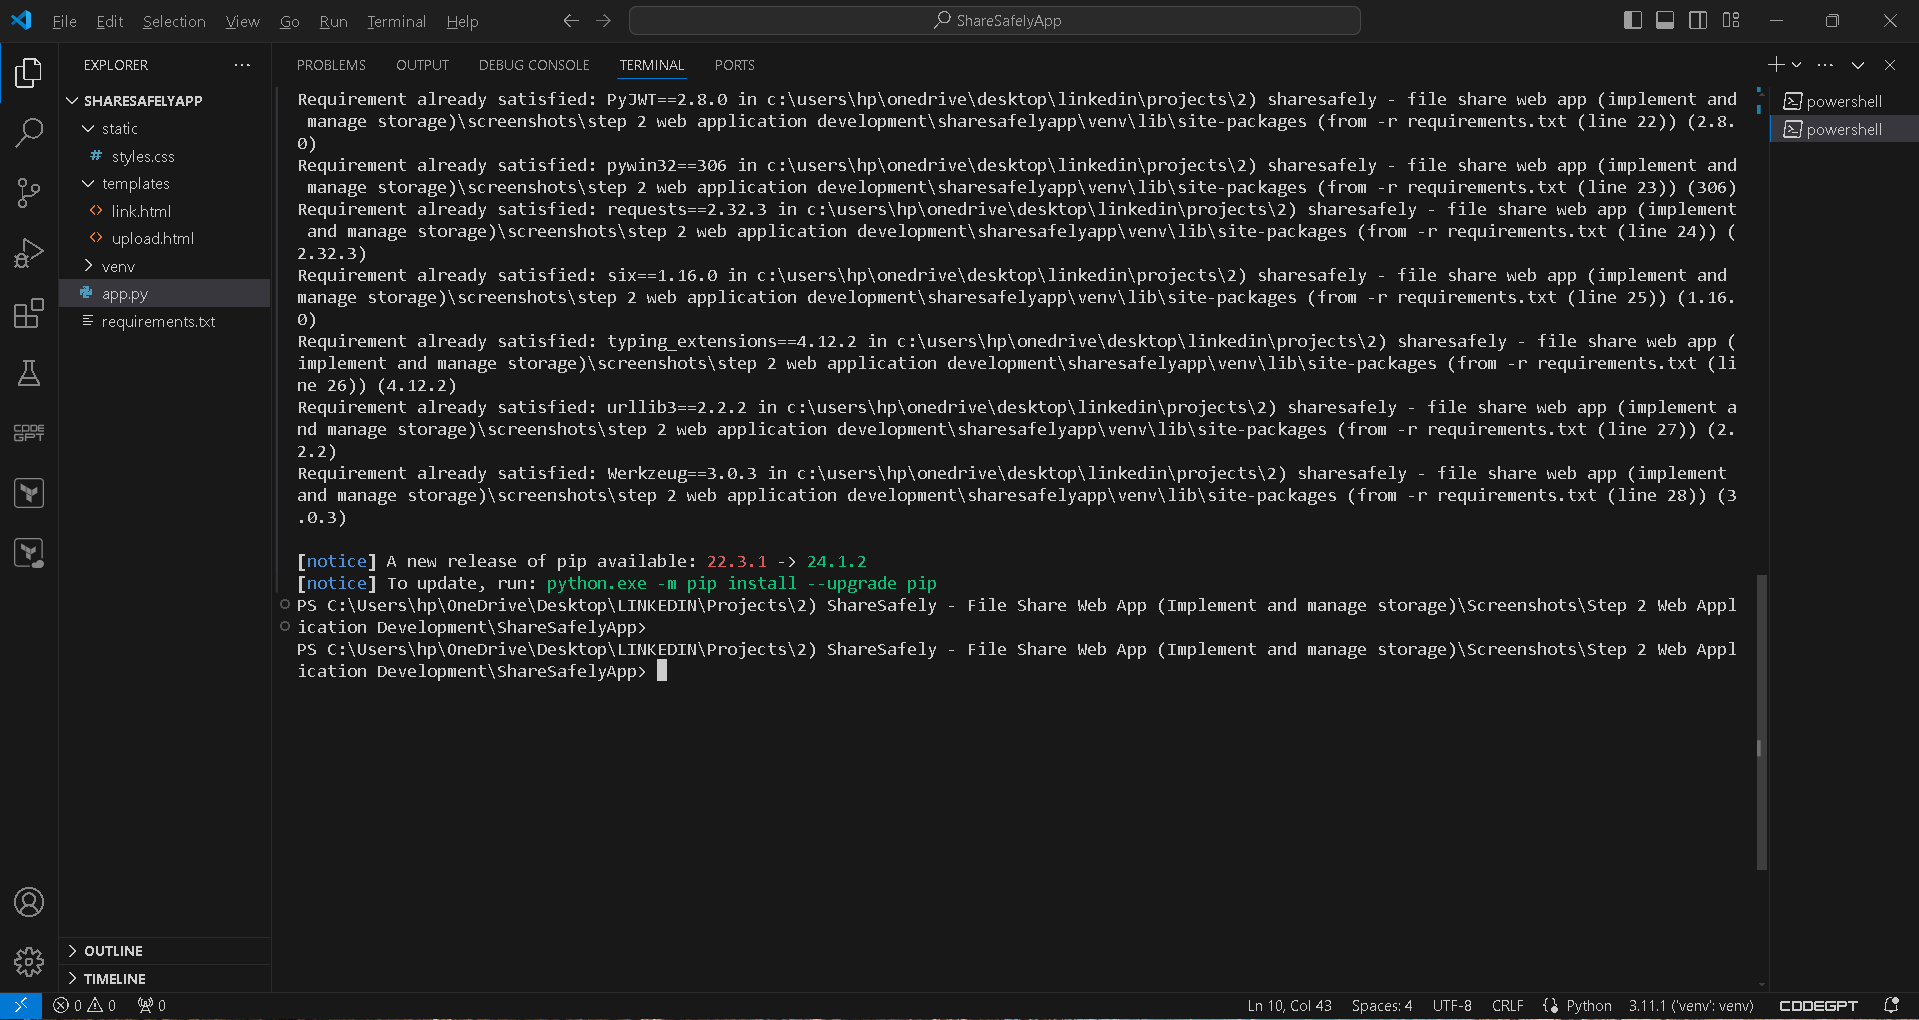 File Edit Selection View Go Run Terminal Help
ShareSafelyApp
EXPLORER
SHARESAFELYAPP
static
# styles.css
templates
<> link.html
<> upload.html
venv
app.py
requirements.txt
OUTLINE
TIMELINE
CODE
GPT
PROBLEMS OUTPUT DEBUG CONSOLE TERMINAL PORTS
Requirement already satisfied: PyJWT==2.8.0 in c:\users\hp\onedrive\desktop\linkedin\projects\2) sharesafely - file share web app (implement and
manage storage)\screenshots\step 2 web application development\sharesafelyapp\venv\lib\site-packages (from -r requirements.txt (line 22)) (2.8.
0)
Requirement already satisfied: pywin32==306 in c:\users\hp\onedrive\desktop\linkedin\projects\2) sharesafely - file share web app (implement and
manage storage)\screenshots\step 2 web application development\sharesafelyapp\venv\lib\site-packages (from -r requirements.txt (line 23)) (306)
Requirement already satisfied: requests==2.32.3 in c:\users\hp\onedrive\desktop\linkedin\projects\2) sharesafely - file share web app (implement
and manage storage)\screenshots\step 2 web application development\sharesafelyapp\venv\lib\site-packages (from -r requirements.txt (line 24)) (
2.32.3)
Requirement already satisfied: six==1.16.0 in c:\users\hp\onedrive\desktop\linkedin\projects\2) sharesafely - file share web app (implement and
manage storage)\screenshots\step 2 web application development\sharesafelyapp\venv\lib\site-packages (from -r requirements.txt (line 25)) (1.16.
0)
Requirement already satisfied: typing_extensions==4.12.2 in c:\users\hp\onedrive\desktop\linkedin\projects\2) sharesafely - file share web app (
implement and manage storage)\screenshots\step 2 web application development\sharesafelyapp\venv\lib\site-packages (from -r requirements.txt (li
ne 26)) (4.12.2)
Requirement already satisfied: urllib3==2.2.2 in c:\users\hp\onedrive\desktop\linkedin\projects\2) sharesafely - file share web app (implement a
nd manage storage)\screenshots\step 2 web application development\sharesafelyapp\venv\lib\site-packages (from -r requirements.txt (line 27)) (2.
2.2)
Requirement already satisfied: Werkzeug==3.0.3 in c:\users\hp\onedrive\desktop\linkedin\projects\2) sharesafely - file share web app (implement
and manage storage)\screenshots\step 2 web application development\sharesafelyapp\venv\lib\site-packages (from -r requirements.txt (line 28)) (3
.0.3)
[notice] A new release of pip available: 22.3.1 -> 24.1.2
[notice] To update, run: python.exe -m pip install --upgrade pip
PS C:\Users\hp\OneDrive\Desktop\LINKEDIN\Projects\2) ShareSafely - File Share Web App (Implement and manage storage)\Screenshots\Step 2 Web Appl
ication Development\ShareSafelyApp>
PS C:\Users\hp\OneDrive\Desktop\LINKEDIN\Projects\2) ShareSafely - File Share Web App (Implement and manage storage)\Screenshots\Step 2 Web Appl
ication Development\ShareSafelyApp>
powershell
powershell
0 0 0
Ln 10, Col 43 Spaces: 4 UTF-8 CRLF Python 3.11.1 ('venv': venv) CODEGPT